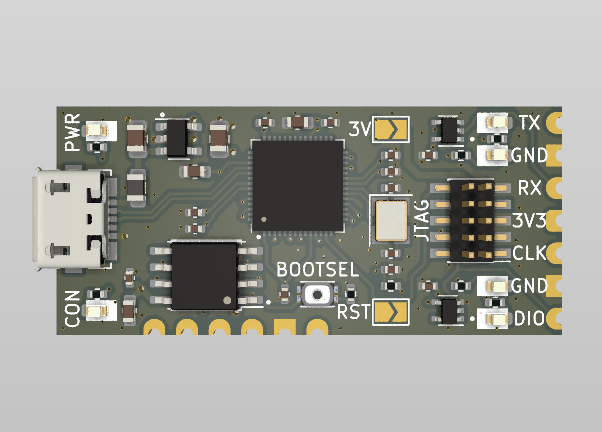 PWR
3V
TX
GND
RX
JTAG
3V3
CLK
BOOTSEL
GND
CON
RST
DIO